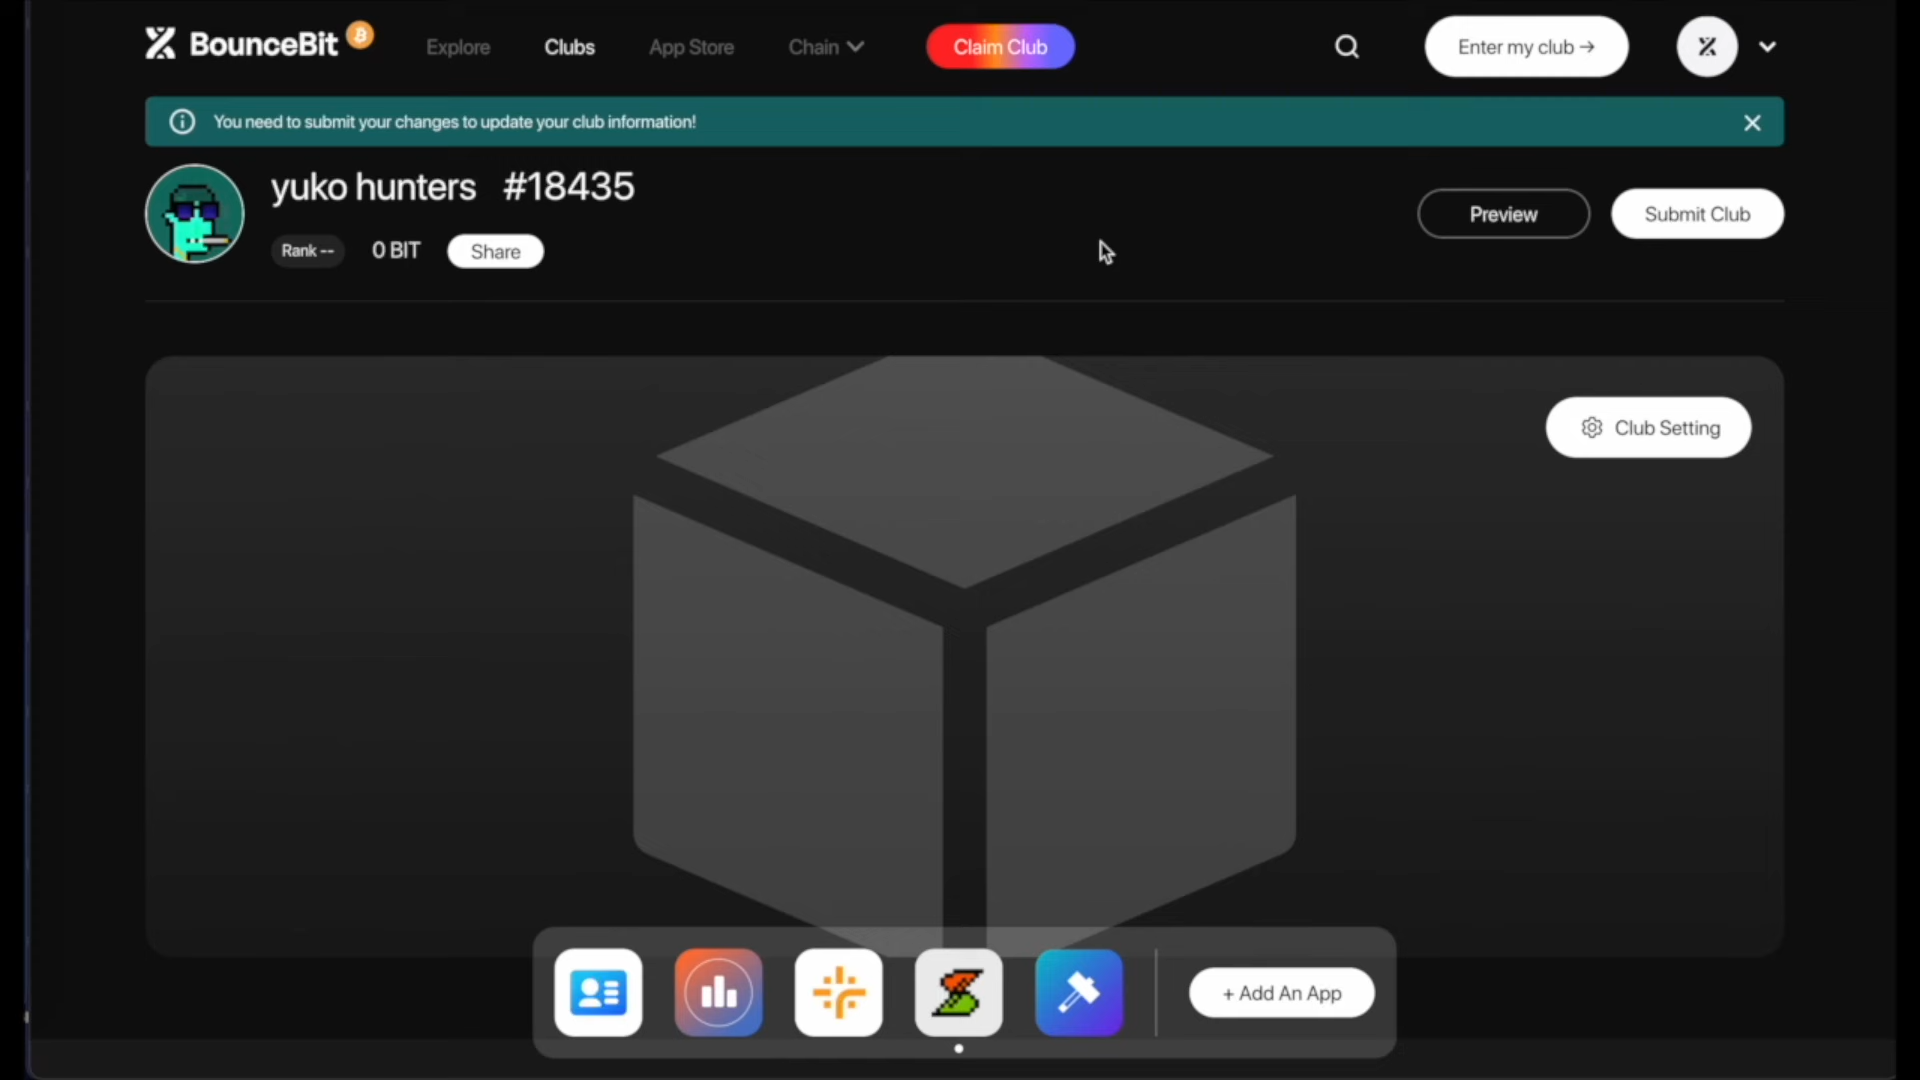 BounceBit
Explore
Clubs
App Store
Chain
Claim Club
Enter my club →
You need to submit your changes to update your club information!
yuko hunters #18435
Rank --
0 BIT
Share
Preview
Submit Club
Club Setting
+ Add An App